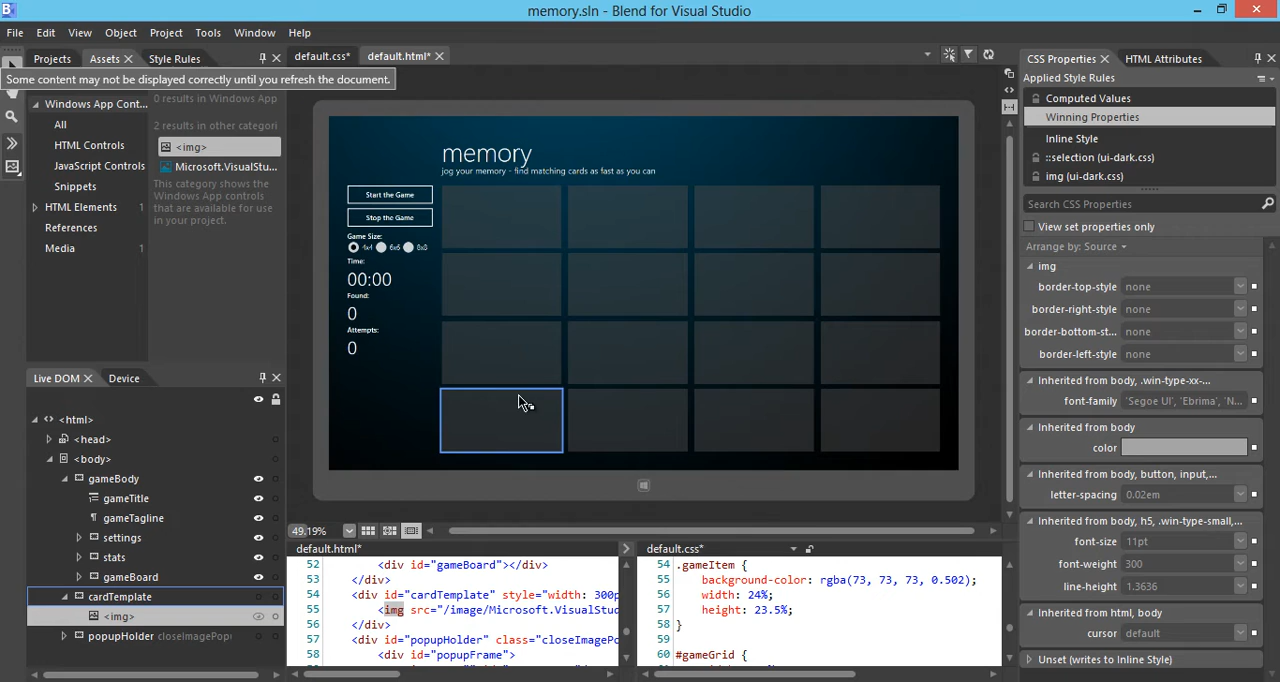 memory.sln - Blend for Visual Studio
File Edit View Object Project Tools Window Help
Projects Assets Style Rules
default.css* default.html*
CSS Properties HTML Attributes
Some content may not be displayed correctly until you refresh the document.
Applied Style Rules
Windows App Cont...
All
HTML Controls
JavaScript Controls
Snippets
HTML Elements 1
References
Media 1
0 results in Windows App
2 results in other categori
<img>
Microsoft.VisualStu...
This category shows the
Windows App controls
that are available for use
in your project.
memory
jog your memory - find matching cards as fast as you can
Start the Game
Stop the Game
Game Size:
4x4 6x6 8x8
Time:
00:00
Found:
0
Attempts:
0
Computed Values
Winning Properties
Inline Style
::selection (ui-dark.css)
img (ui-dark.css)
Search CSS Properties
View set properties only
Arrange by: Source
img
border-top-style none
border-right-style none
border-bottom-st... none
border-left-style none
Inherited from body, .win-type-xx-...
font-family 'Segoe UI', 'Ebrima', 'N...
Inherited from body
color
Inherited from body, button, input,...
letter-spacing 0.02em
Inherited from body, h5, .win-type-small,...
font-size 11pt
font-weight 300
line-height 1.3636
Inherited from html, body
cursor default
Unset (writes to Inline Style)
Live DOM Device
<html>
<head>
<body>
gameBody
gameTitle
gameTagline
settings
stats
gameBoard
cardTemplate
<img>
popupHolder closeImagePopu
49.19%
default.html*
52 <div id="gameBoard"></div>
53 </div>
54 <div id="cardTemplate" style="width: 300p
55 <img src="/image/Microsoft.VisualStud
56 </div>
57 <div id="popupHolder" class="closeImagePo
58 <div id="popupFrame">
default.css*
54 .gameItem {
55 background-color: rgba(73, 73, 73, 0.502);
56 width: 24%;
57 height: 23.5%;
58 }
59
60 #gameGrid {